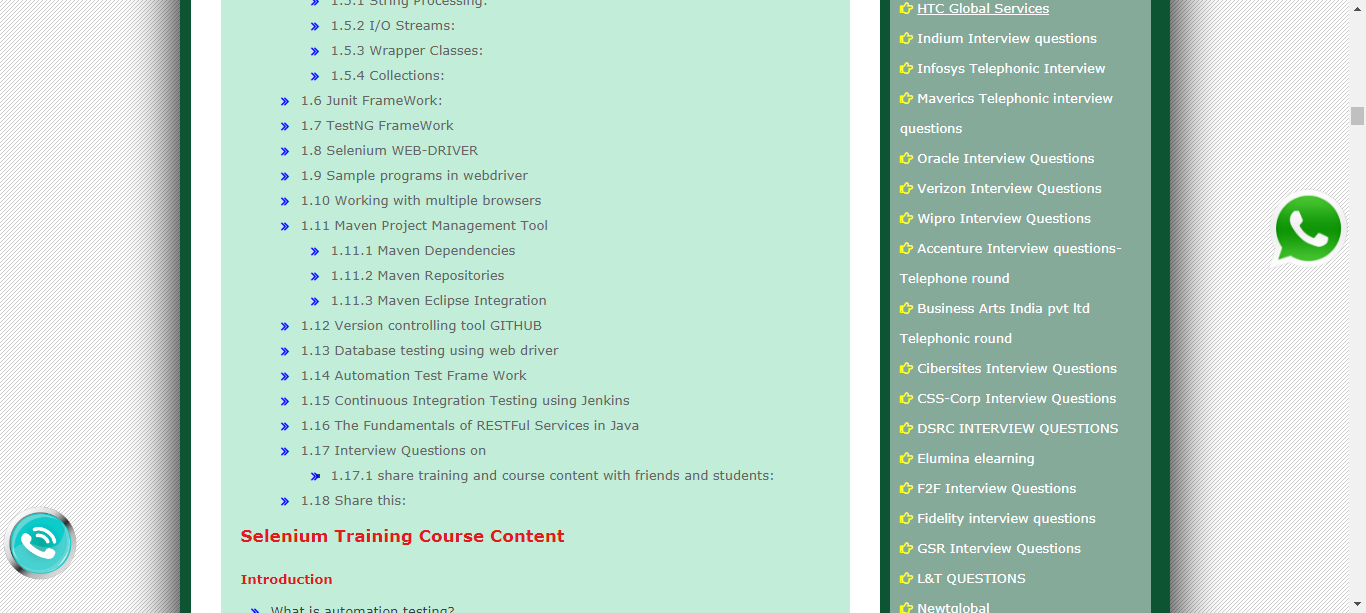 1.5.1 String Processing:
1.5.2 I/O Streams:
1.5.3 Wrapper Classes:
1.5.4 Collections:
1.6 Junit FrameWork:
1.7 TestNG FrameWork
1.8 Selenium WEB-DRIVER
1.9 Sample programs in webdriver
1.10 Working with multiple browsers
1.11 Maven Project Management Tool
1.11.1 Maven Dependencies
1.11.2 Maven Repositories
1.11.3 Maven Eclipse Integration
1.12 Version controlling tool GITHUB
1.13 Database testing using web driver
1.14 Automation Test Frame Work
1.15 Continuous Integration Testing using Jenkins
1.16 The Fundamentals of RESTFul Services in Java
1.17 Interview Questions on
1.17.1 share training and course content with friends and students:
1.18 Share this:
Selenium Training Course Content
Introduction
What is automation testing?
HTC Global Services
Indium Interview questions
Infosys Telephonic Interview
Maverics Telephonic interview
questions
Oracle Interview Questions
Verizon Interview Questions
Wipro Interview Questions
Accenture Interview questions-
Telephone round
Business Arts India pvt ltd
Telephonic round
Cibersites Interview Questions
CSS-Corp Interview Questions
DSRC INTERVIEW QUESTIONS
Elumina elearning
F2F Interview Questions
Fidelity interview questions
GSR Interview Questions
L&T QUESTIONS
Newtglobal